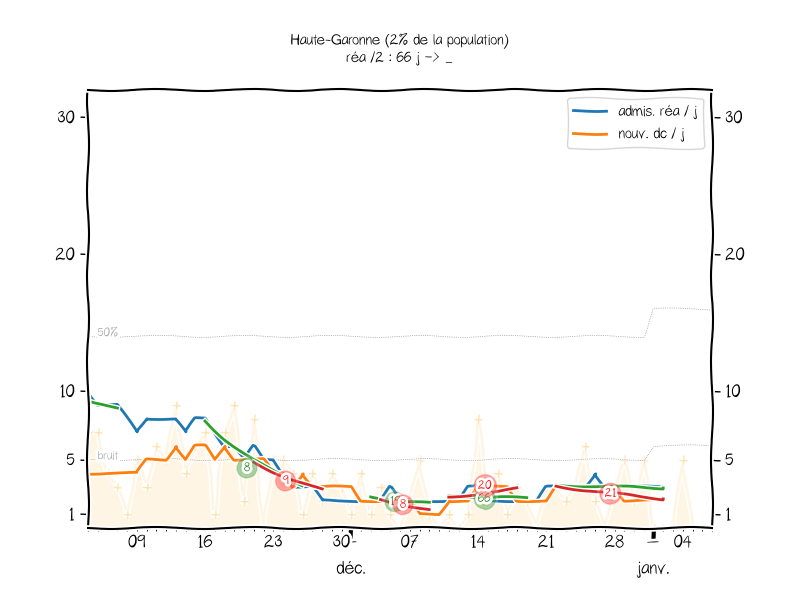 Haute-Garonne (2% de la population)
réa /2 : 66 j -> _
admis. réa / j
nouv. dc / j
30 30
20 20
50%
10 10
bruit
5 5
1 1
8 9 8 20 66 21
09 16 23 30 07 14 21 28 04
déc. janv.